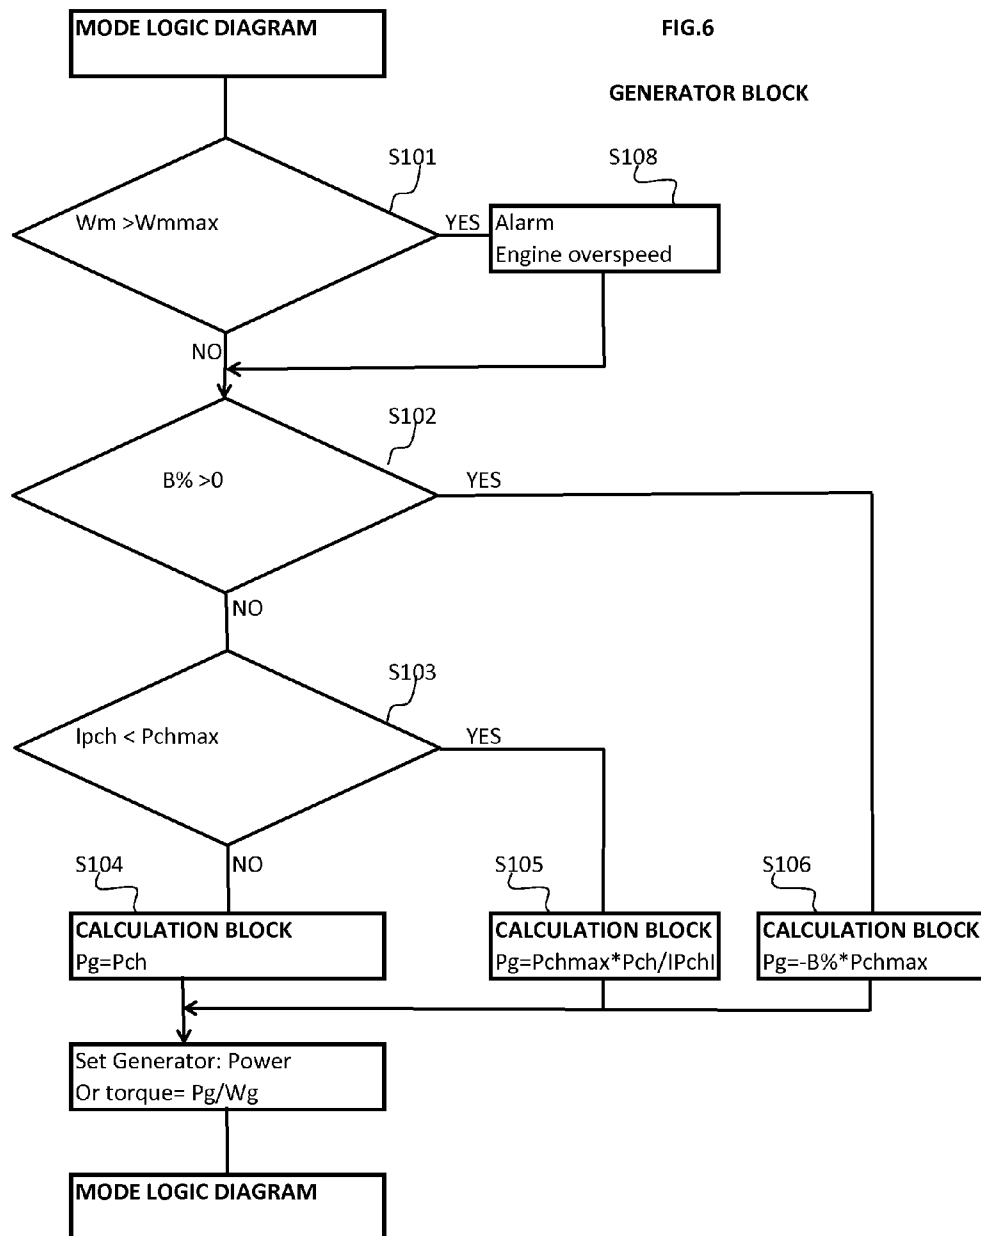 MODE LOGIC DIAGRAM
FIG.6
GENERATOR BLOCK
S101
S108
Wm >Wmmax
YES
Alarm
Engine overspeed
NO
S102
B% >0
YES
NO
S103
Ipch < Pchmax
YES
NO
S104
S105
S106
CALCULATION BLOCK
Pg=Pch
CALCULATION BLOCK
Pg=Pchmax*Pch/IPchI
CALCULATION BLOCK
Pg=-B%*Pchmax
Set Generator: Power
Or torque= Pg/Wg
MODE LOGIC DIAGRAM